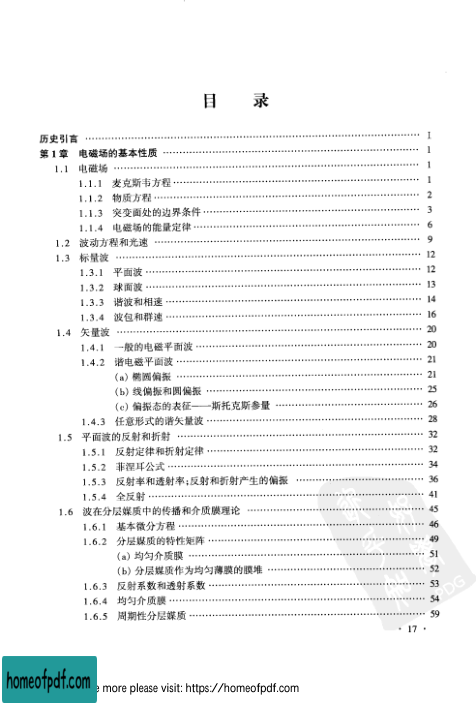 目 录
历史引言 …… 1
第1章 电磁场的基本性质 …… 1
1.1 电磁场 …… 1
1.1.1 麦克斯韦方程 …… 1
1.1.2 物质方程 …… 2
1.1.3 突变面处的边界条件 …… 3
1.1.4 电磁场的能量定律 …… 6
1.2 波动方程和光速 …… 9
1.3 标量波 …… 12
1.3.1 平面波 …… 12
1.3.2 球面波 …… 13
1.3.3 谐波和相速 …… 14
1.3.4 波包和群速 …… 16
1.4 矢量波 …… 20
1.4.1 一般的电磁平面波 …… 20
1.4.2 谐电磁平面波 …… 21
(a) 椭圆偏振 …… 21
(b) 线偏振和圆偏振 …… 25
(c) 偏振态的表征——斯托克斯参量 …… 26
1.4.3 任意形式的谐矢量波 …… 28
1.5 平面波的反射和折射 …… 32
1.5.1 反射定律和折射定律 …… 32
1.5.2 菲涅耳公式 …… 34
1.5.3 反射率和透射率;反射和折射产生的偏振 …… 36
1.5.4 全反射 …… 41
1.6 波在分层媒质中的传播和介质膜理论 …… 45
1.6.1 基本微分方程 …… 46
1.6.2 分层媒质的特性矩阵 …… 49
(a) 均匀介质膜 …… 51
(b) 分层媒质作为均匀薄膜的膜堆 …… 52
1.6.3 反射系数和透射系数 …… 53
1.6.4 均匀介质膜 …… 54
1.6.5 周期性分层媒质 …… 59
· 17 ·
homeofpdf.com
more please visit: https://homeofpdf.com